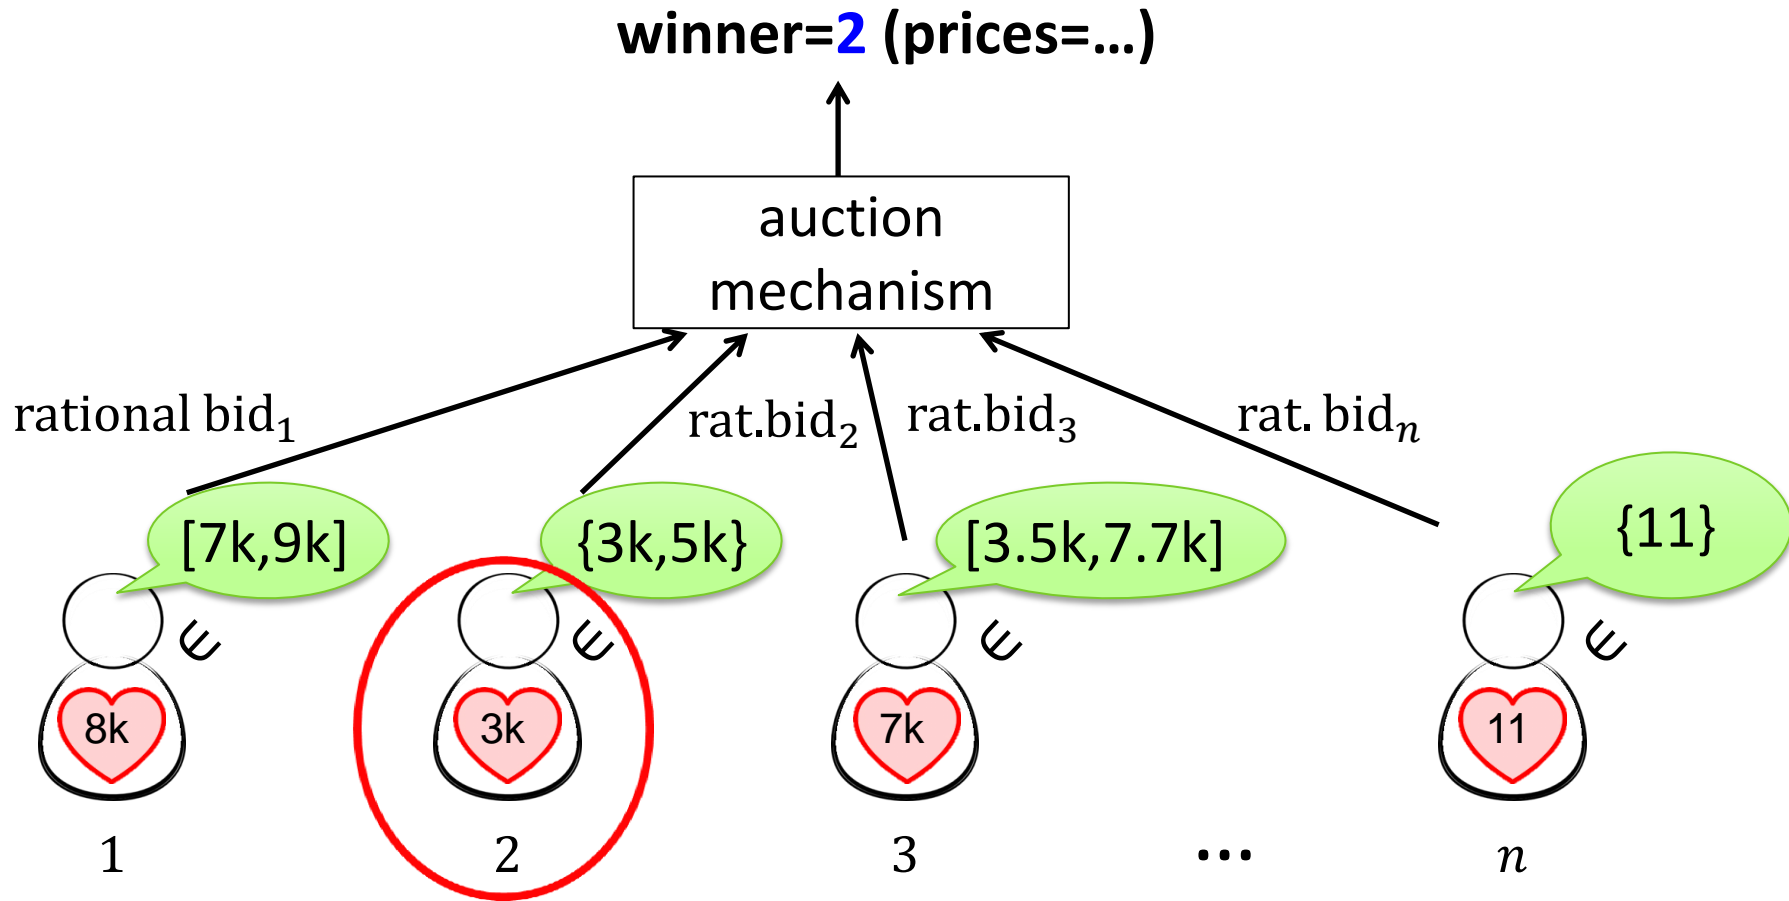 winner=2 (prices=...)
auction
mechanism
rational bid₁
rat.bid₂
rat.bid₃
rat. bidₙ
[7k,9k]
{3k,5k}
[3.5k,7.7k]
{11}
∈
∈
∈
∈
8k
3k
7k
11
1
2
3
...
n